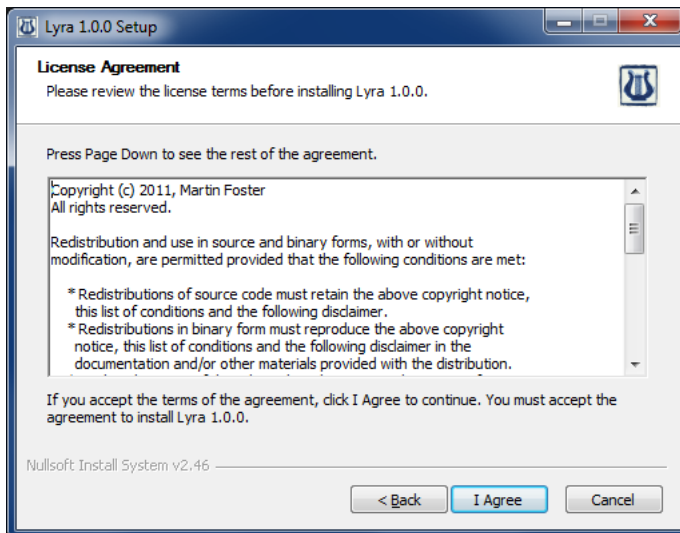 Lyra 1.0.0 Setup
License Agreement
Please review the license terms before installing Lyra 1.0.0.
Press Page Down to see the rest of the agreement.
Copyright (c) 2011, Martin Foster
All rights reserved.
Redistribution and use in source and binary forms, with or without
modification, are permitted provided that the following conditions are met:
* Redistributions of source code must retain the above copyright notice,
this list of conditions and the following disclaimer.
* Redistributions in binary form must reproduce the above copyright
notice, this list of conditions and the following disclaimer in the
documentation and/or other materials provided with the distribution.
If you accept the terms of the agreement, click I Agree to continue. You must accept the
agreement to install Lyra 1.0.0.
Nullsoft Install System v2.46
< Back I Agree Cancel